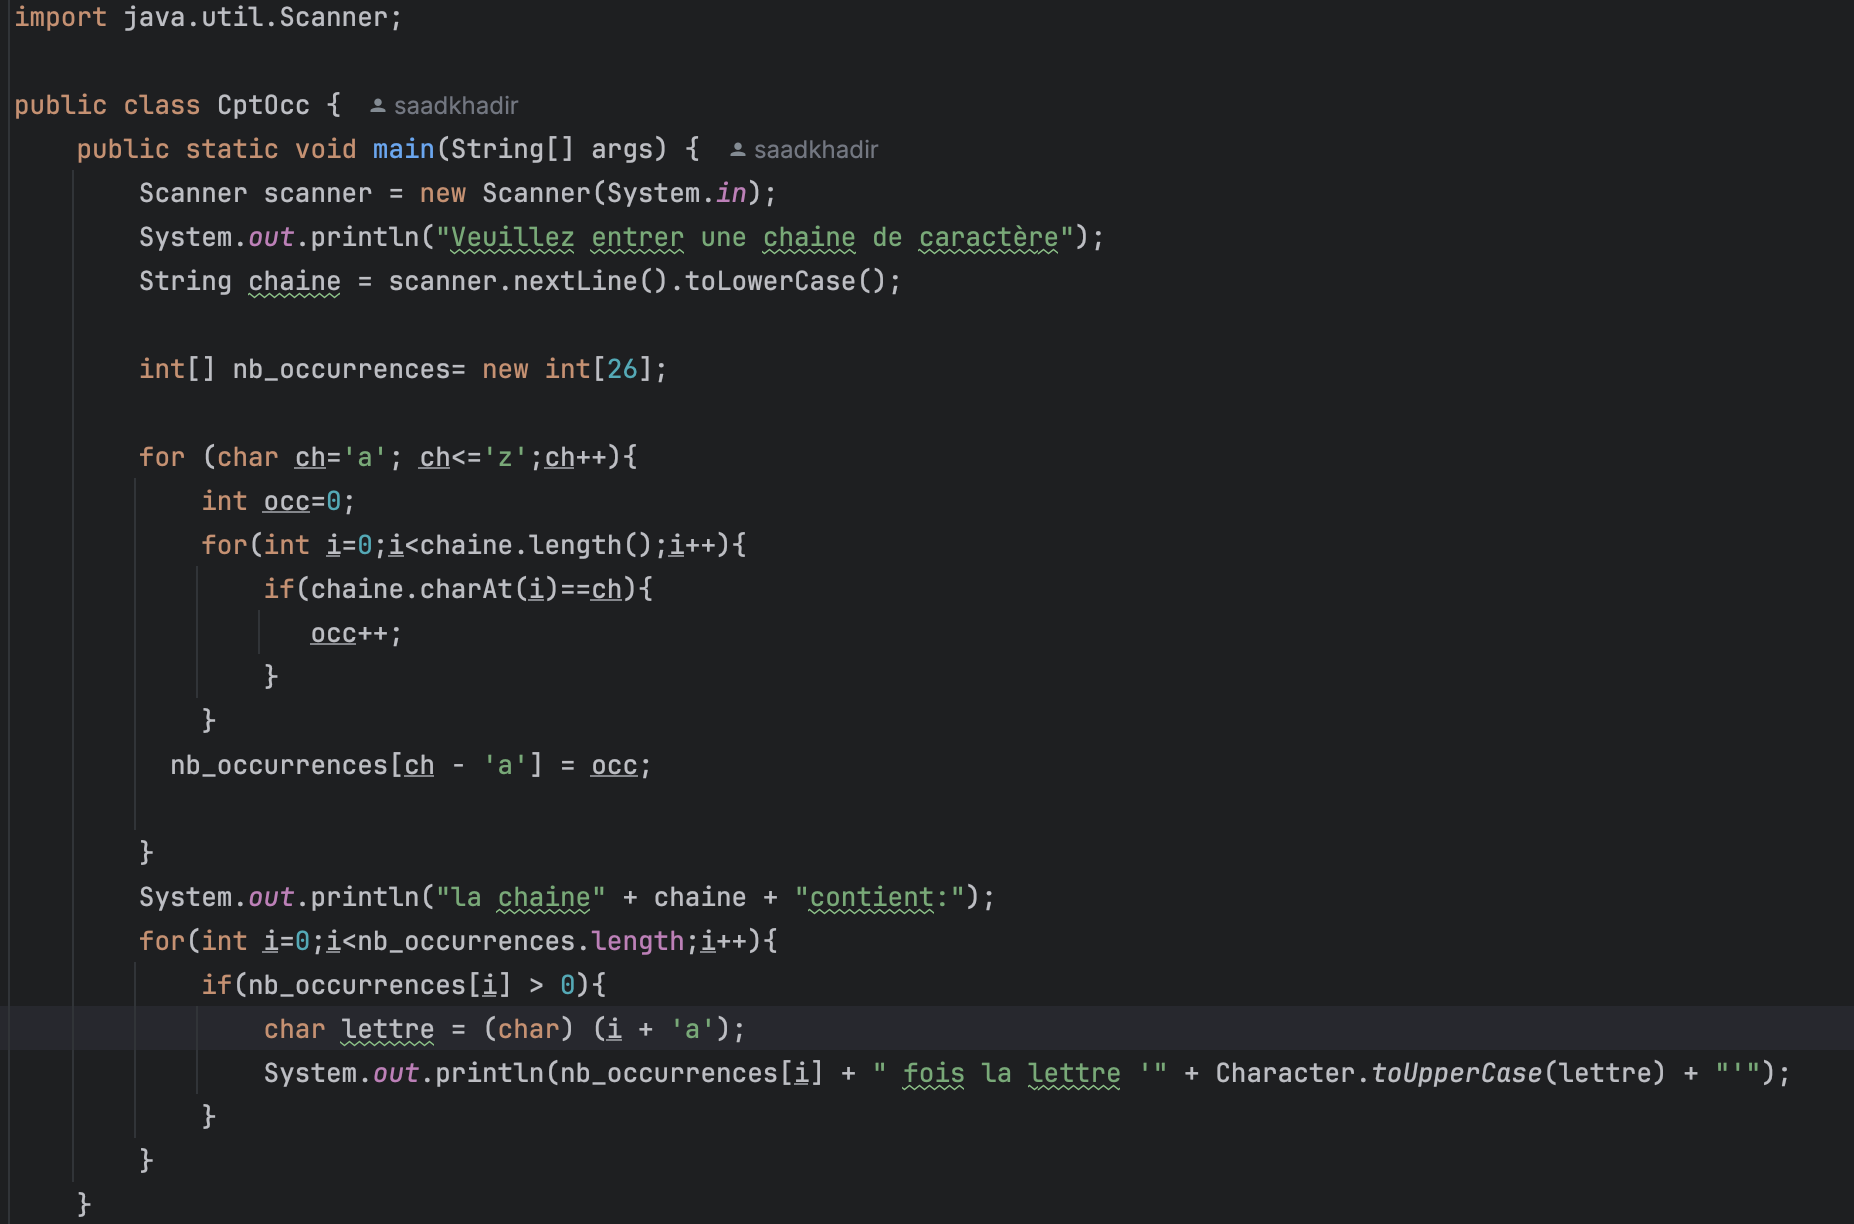 import java.util.Scanner;
public class CptOcc { saadkhadir
public static void main(String[] args) { saadkhadir
Scanner scanner = new Scanner(System.in);
System.out.println("Veuillez entrer une chaine de caractère");
String chaine = scanner.nextLine().toLowerCase();
int[] nb_occurrences= new int[26];
for (char ch='a'; ch<='z';ch++){
int occ=0;
for(int i=0;i<chaine.length();i++){
if(chaine.charAt(i)==ch){
occ++;
}
}
nb_occurrences[ch - 'a'] = occ;
}
System.out.println("la chaine" + chaine + "contient:");
for(int i=0;i<nb_occurrences.length;i++){
if(nb_occurrences[i] > 0){
char lettre = (char) (i + 'a');
System.out.println(nb_occurrences[i] + " fois la lettre '" + Character.toUpperCase(lettre) + "'");
}
}
}